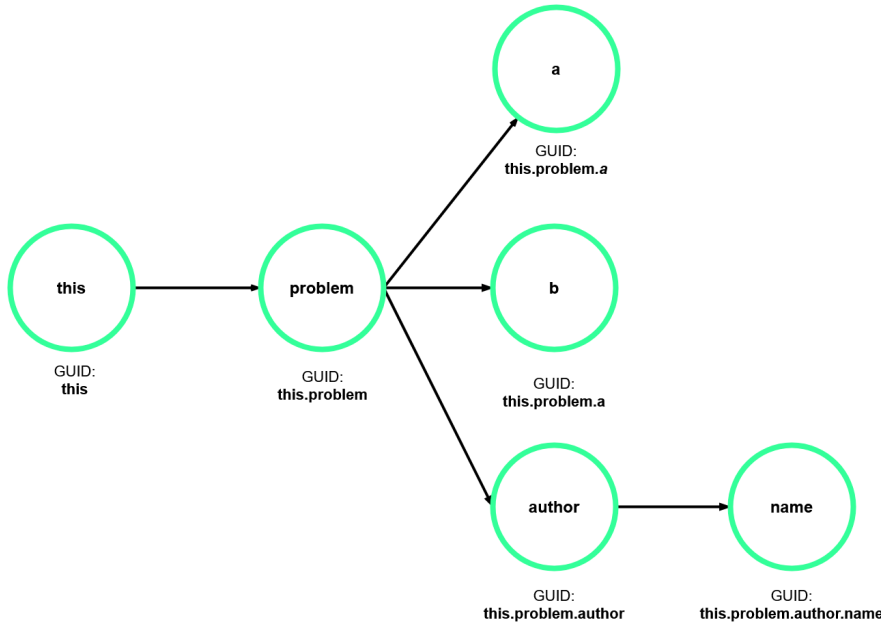 a
GUID:
this.problem.a
this
GUID:
this
problem
GUID:
this.problem
b
GUID:
this.problem.a
author
GUID:
this.problem.author
name
GUID:
this.problem.author.name